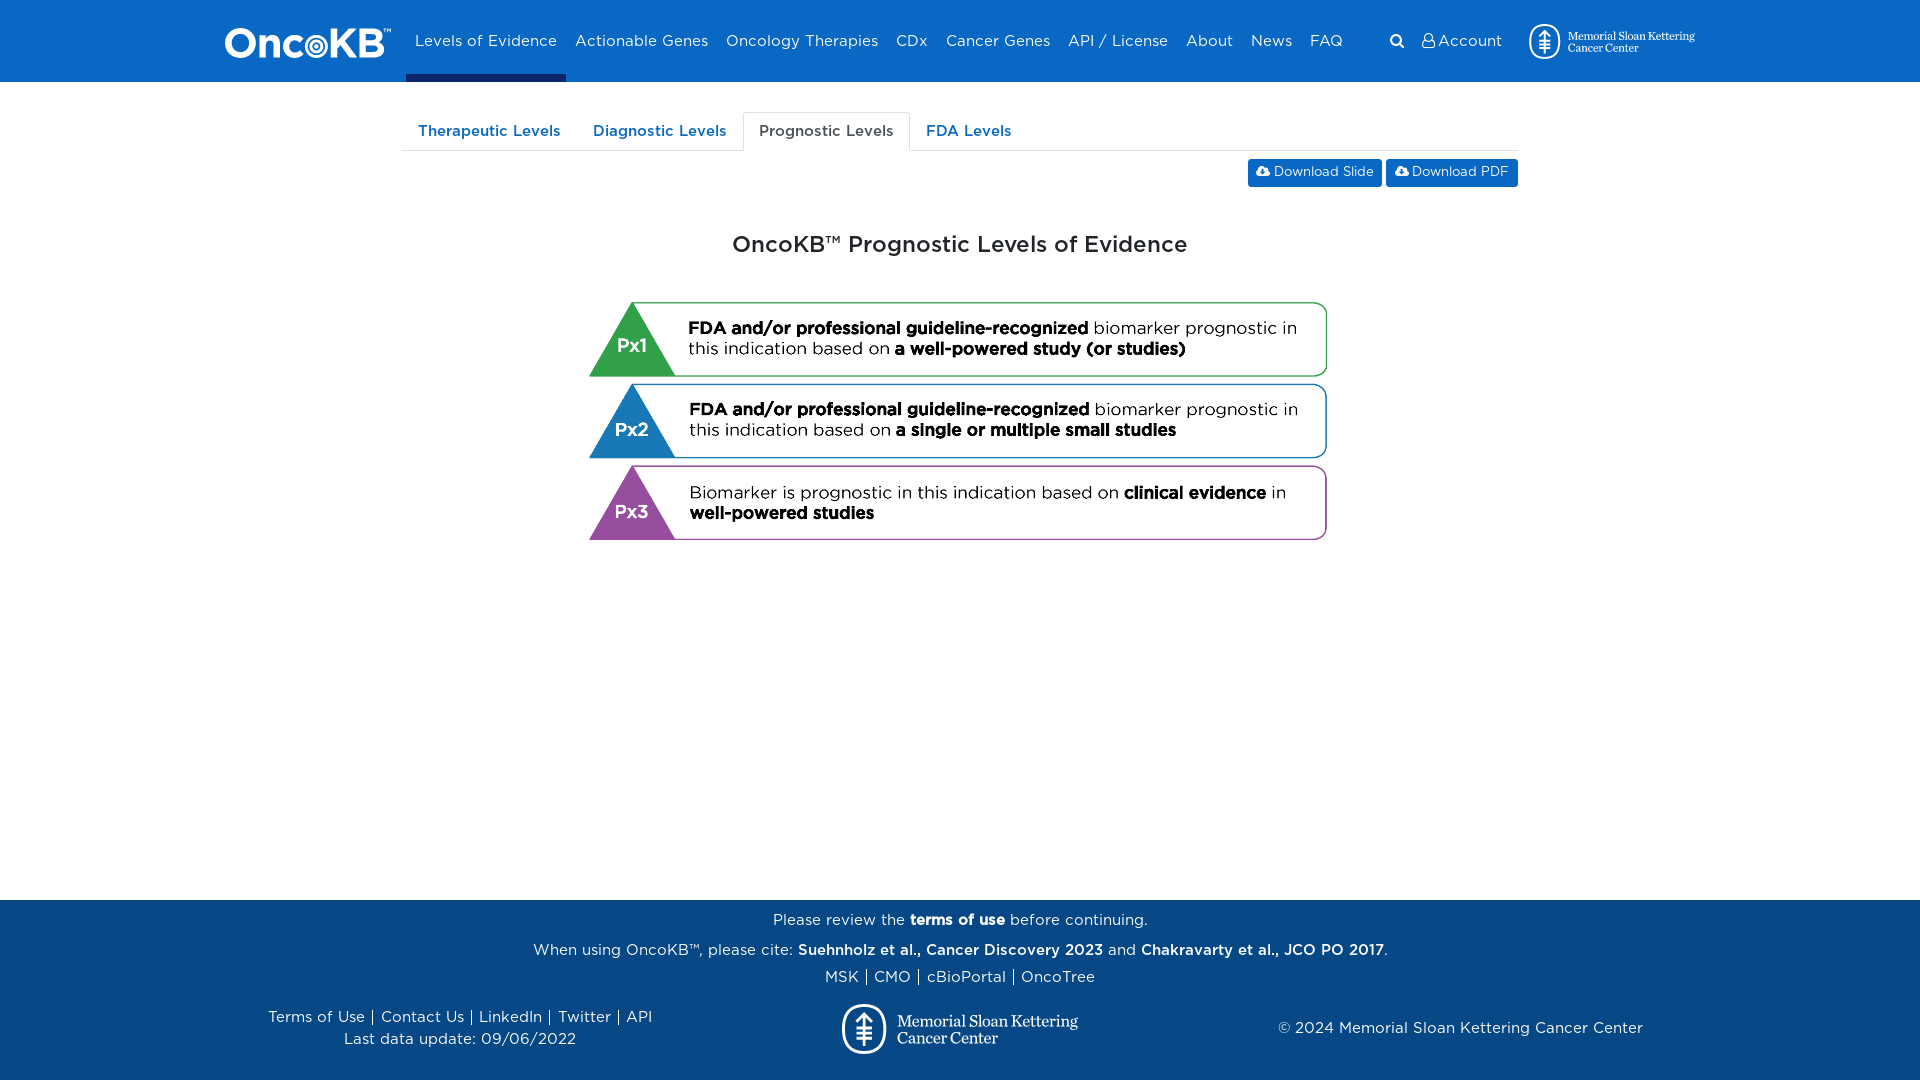 OncoKB™
Levels of Evidence
Actionable Genes
Oncology Therapies
CDx
Cancer Genes
API / License
About
News
FAQ
Account
Memorial Sloan Kettering
Cancer Center
Therapeutic Levels
Diagnostic Levels
Prognostic Levels
FDA Levels
Download Slide
Download PDF
OncoKB™ Prognostic Levels of Evidence
Px1
FDA and/or professional guideline-recognized biomarker prognostic in
this indication based on a well-powered study (or studies)
Px2
FDA and/or professional guideline-recognized biomarker prognostic in
this indication based on a single or multiple small studies
Px3
Biomarker is prognostic in this indication based on clinical evidence in
well-powered studies
Please review the terms of use before continuing.
When using OncoKB™, please cite: Suehnholz et al., Cancer Discovery 2023 and Chakravarty et al., JCO PO 2017.
MSK | CMO | cBioPortal | OncoTree
Terms of Use | Contact Us | LinkedIn | Twitter | API
Last data update: 09/06/2022
Memorial Sloan Kettering
Cancer Center
© 2024 Memorial Sloan Kettering Cancer Center